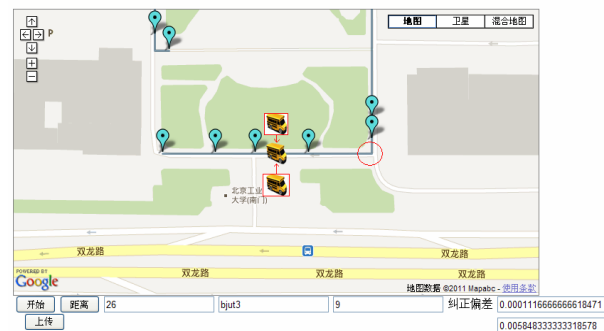 P
地图 卫星 混合地图
北京工业
大学(南门)
双龙路 双龙路
双龙路 双龙路 双龙路
POWERED BY
Google
地图数据 ©2011 Mapabc - 使用条款
开始 距离 26 bjut3 9 纠正偏差 0.0001116666666618471
上传 0.005848333333318578